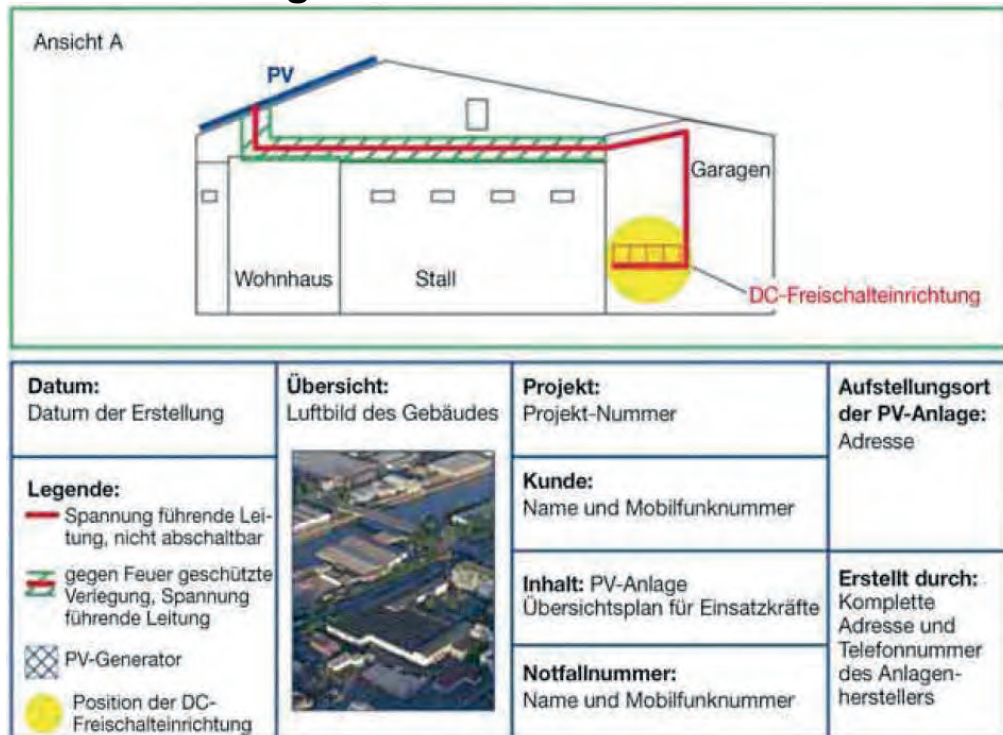 Ansicht A
PV
Garagen
Wohnhaus
Stall
DC-Freischalteinrichtung
Datum:
Datum der Erstellung
Übersicht:
Luftbild des Gebäudes
Projekt:
Projekt-Nummer
Aufstellungsort
der PV-Anlage:
Adresse
Legende:
Spannung führende Lei-
tung, nicht abschaltbar
gegen Feuer geschützte
Verlegung, Spannung
führende Leitung
PV-Generator
Position der DC-
Freischalteinrichtung
Kunde:
Name und Mobilfunknummer
Inhalt: PV-Anlage
Übersichtsplan für Einsatzkräfte
Notfallnummer:
Name und Mobilfunknummer
Erstellt durch:
Komplette
Adresse und
Telefonnummer
des Anlagen-
herstellers